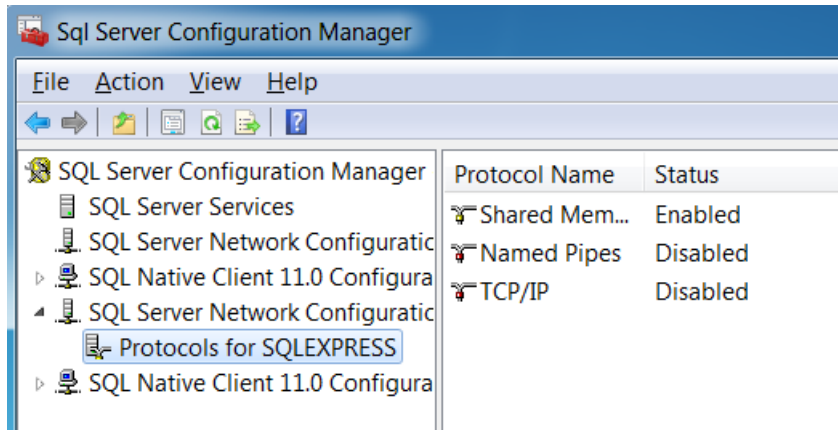 Sql Server Configuration Manager
File Action View Help
SQL Server Configuration Manager
SQL Server Services
SQL Server Network Configuratic
SQL Native Client 11.0 Configura
SQL Server Network Configuratic
Protocols for SQLEXPRESS
SQL Native Client 11.0 Configura
Protocol Name Status
Shared Mem... Enabled
Named Pipes Disabled
TCP/IP Disabled